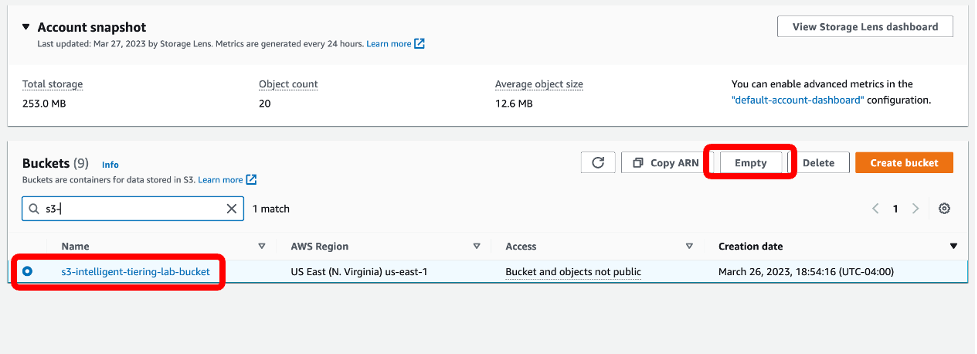 Account snapshot
View Storage Lens dashboard
Last updated: Mar 27, 2023 by Storage Lens. Metrics are generated every 24 hours. Learn more
Total storage
Object count
Average object size
You can enable advanced metrics in the
253.0 MB
20
12.6 MB
"default-account-dashboard" configuration.
Buckets (9) Info
Copy ARN
Empty
Delete
Create bucket
Buckets are containers for data stored in S3. Learn more
s3-
1 match
1
Name
AWS Region
Access
Creation date
s3-intelligent-tiering-lab-bucket
US East (N. Virginia) us-east-1
Bucket and objects not public
March 26, 2023, 18:54:16 (UTC-04:00)